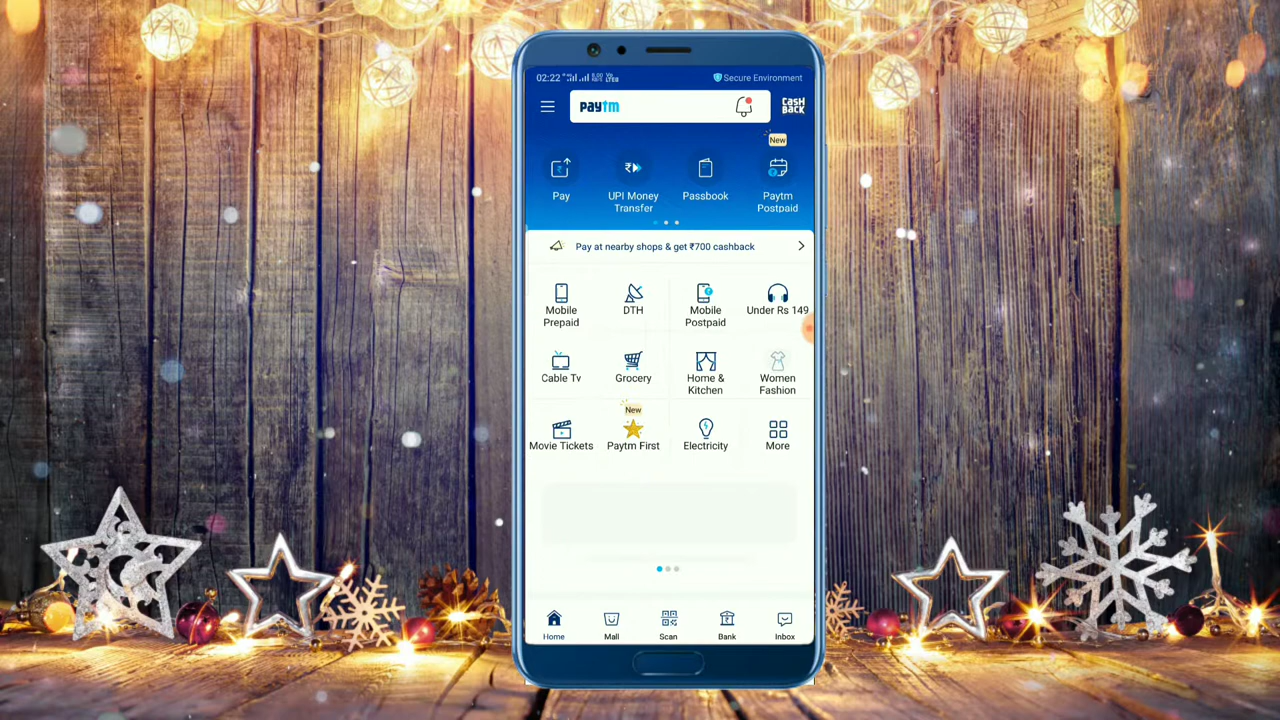 02:22
Secure Environment
paytm
CASH
BACK
New
Pay
UPI Money
Transfer
Passbook
Paytm
Postpaid
Pay at nearby shops & get ₹700 cashback
Mobile
Prepaid
DTH
Mobile
Postpaid
Under Rs 149
Cable Tv
Grocery
Home &
Kitchen
Women
Fashion
New
Movie Tickets
Paytm First
Electricity
More
Home
Mall
Scan
Bank
Inbox